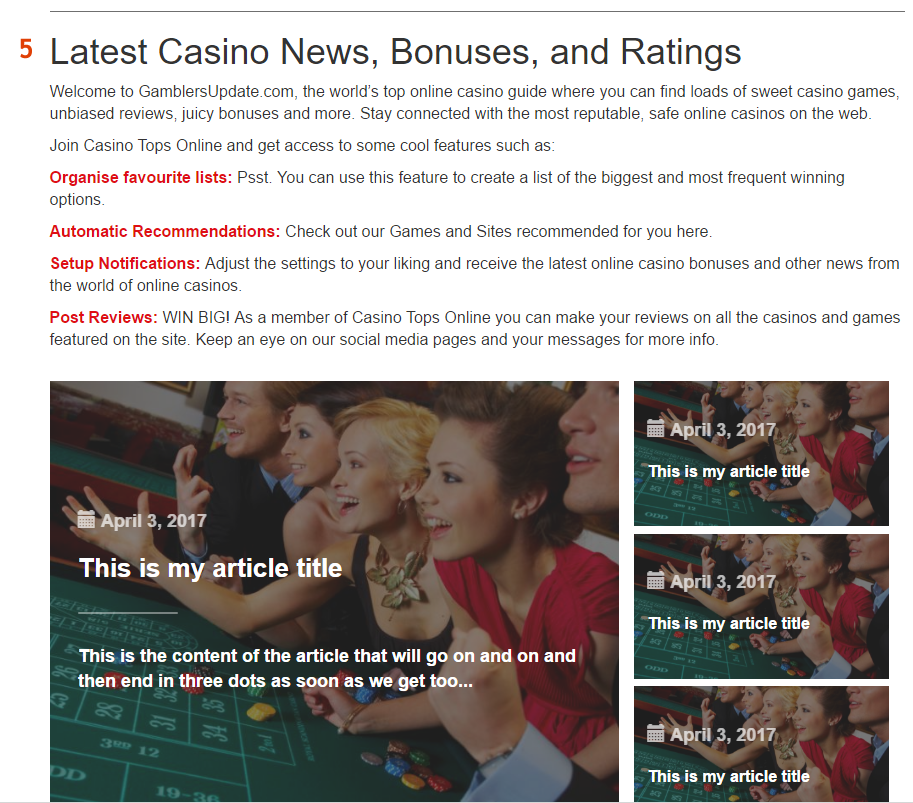 5 Latest Casino News, Bonuses, and Ratings
Welcome to GamblersUpdate.com, the world's top online casino guide where you can find loads of sweet casino games,
unbiased reviews, juicy bonuses and more. Stay connected with the most reputable, safe online casinos on the web.
Join Casino Tops Online and get access to some cool features such as:
Organise favourite lists: Psst. You can use this feature to create a list of the biggest and most frequent winning
options.
Automatic Recommendations: Check out our Games and Sites recommended for you here.
Setup Notifications: Adjust the settings to your liking and receive the latest online casino bonuses and other news from
the world of online casinos.
Post Reviews: WIN BIG! As a member of Casino Tops Online you can make your reviews on all the casinos and games
featured on the site. Keep an eye on our social media pages and your messages for more info.
April 3, 2017
This is my article title
This is the content of the article that will go on and on and
then end in three dots as soon as we get too...
3RD 12
19-36
April 3, 2017
This is my article title
ODD
April 3, 2017
This is my article title
ODD
April 3, 2017
This is my article title